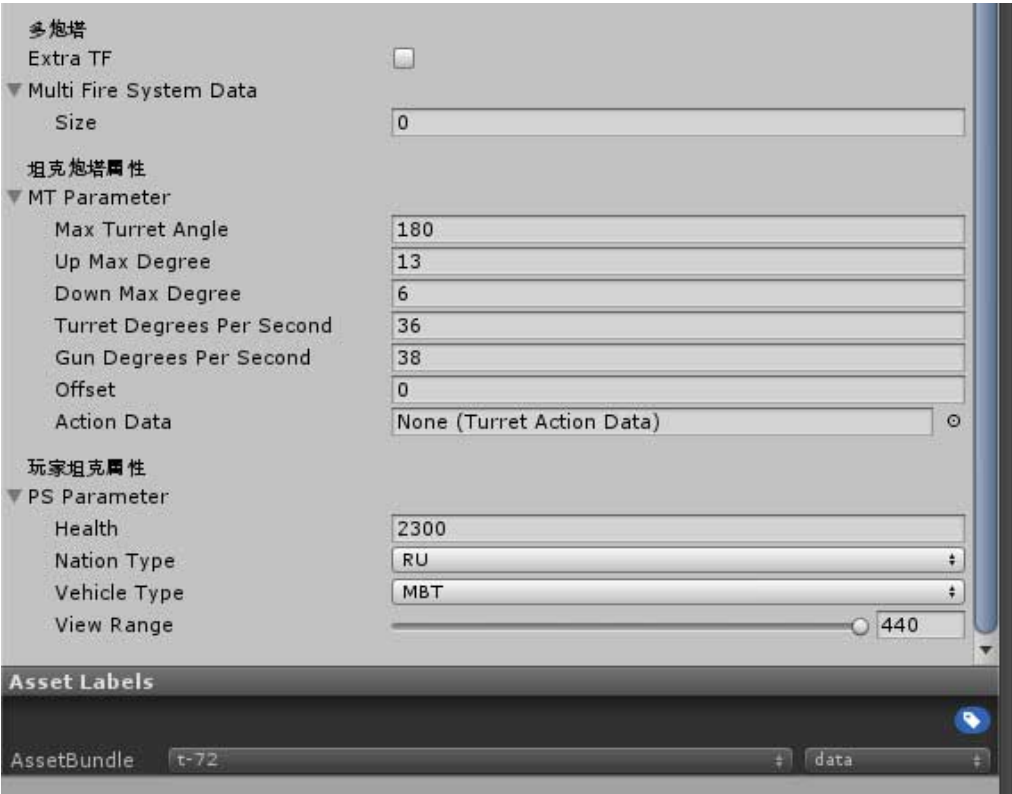 多炮塔
Extra TF
Multi Fire System Data
Size 0
坦克炮塔属性
MT Parameter
Max Turret Angle 180
Up Max Degree 13
Down Max Degree 6
Turret Degrees Per Second 36
Gun Degrees Per Second 38
Offset 0
Action Data None (Turret Action Data)
玩家坦克属性
PS Parameter
Health 2300
Nation Type RU
Vehicle Type MBT
View Range 440
Asset Labels
AssetBundle t-72 data